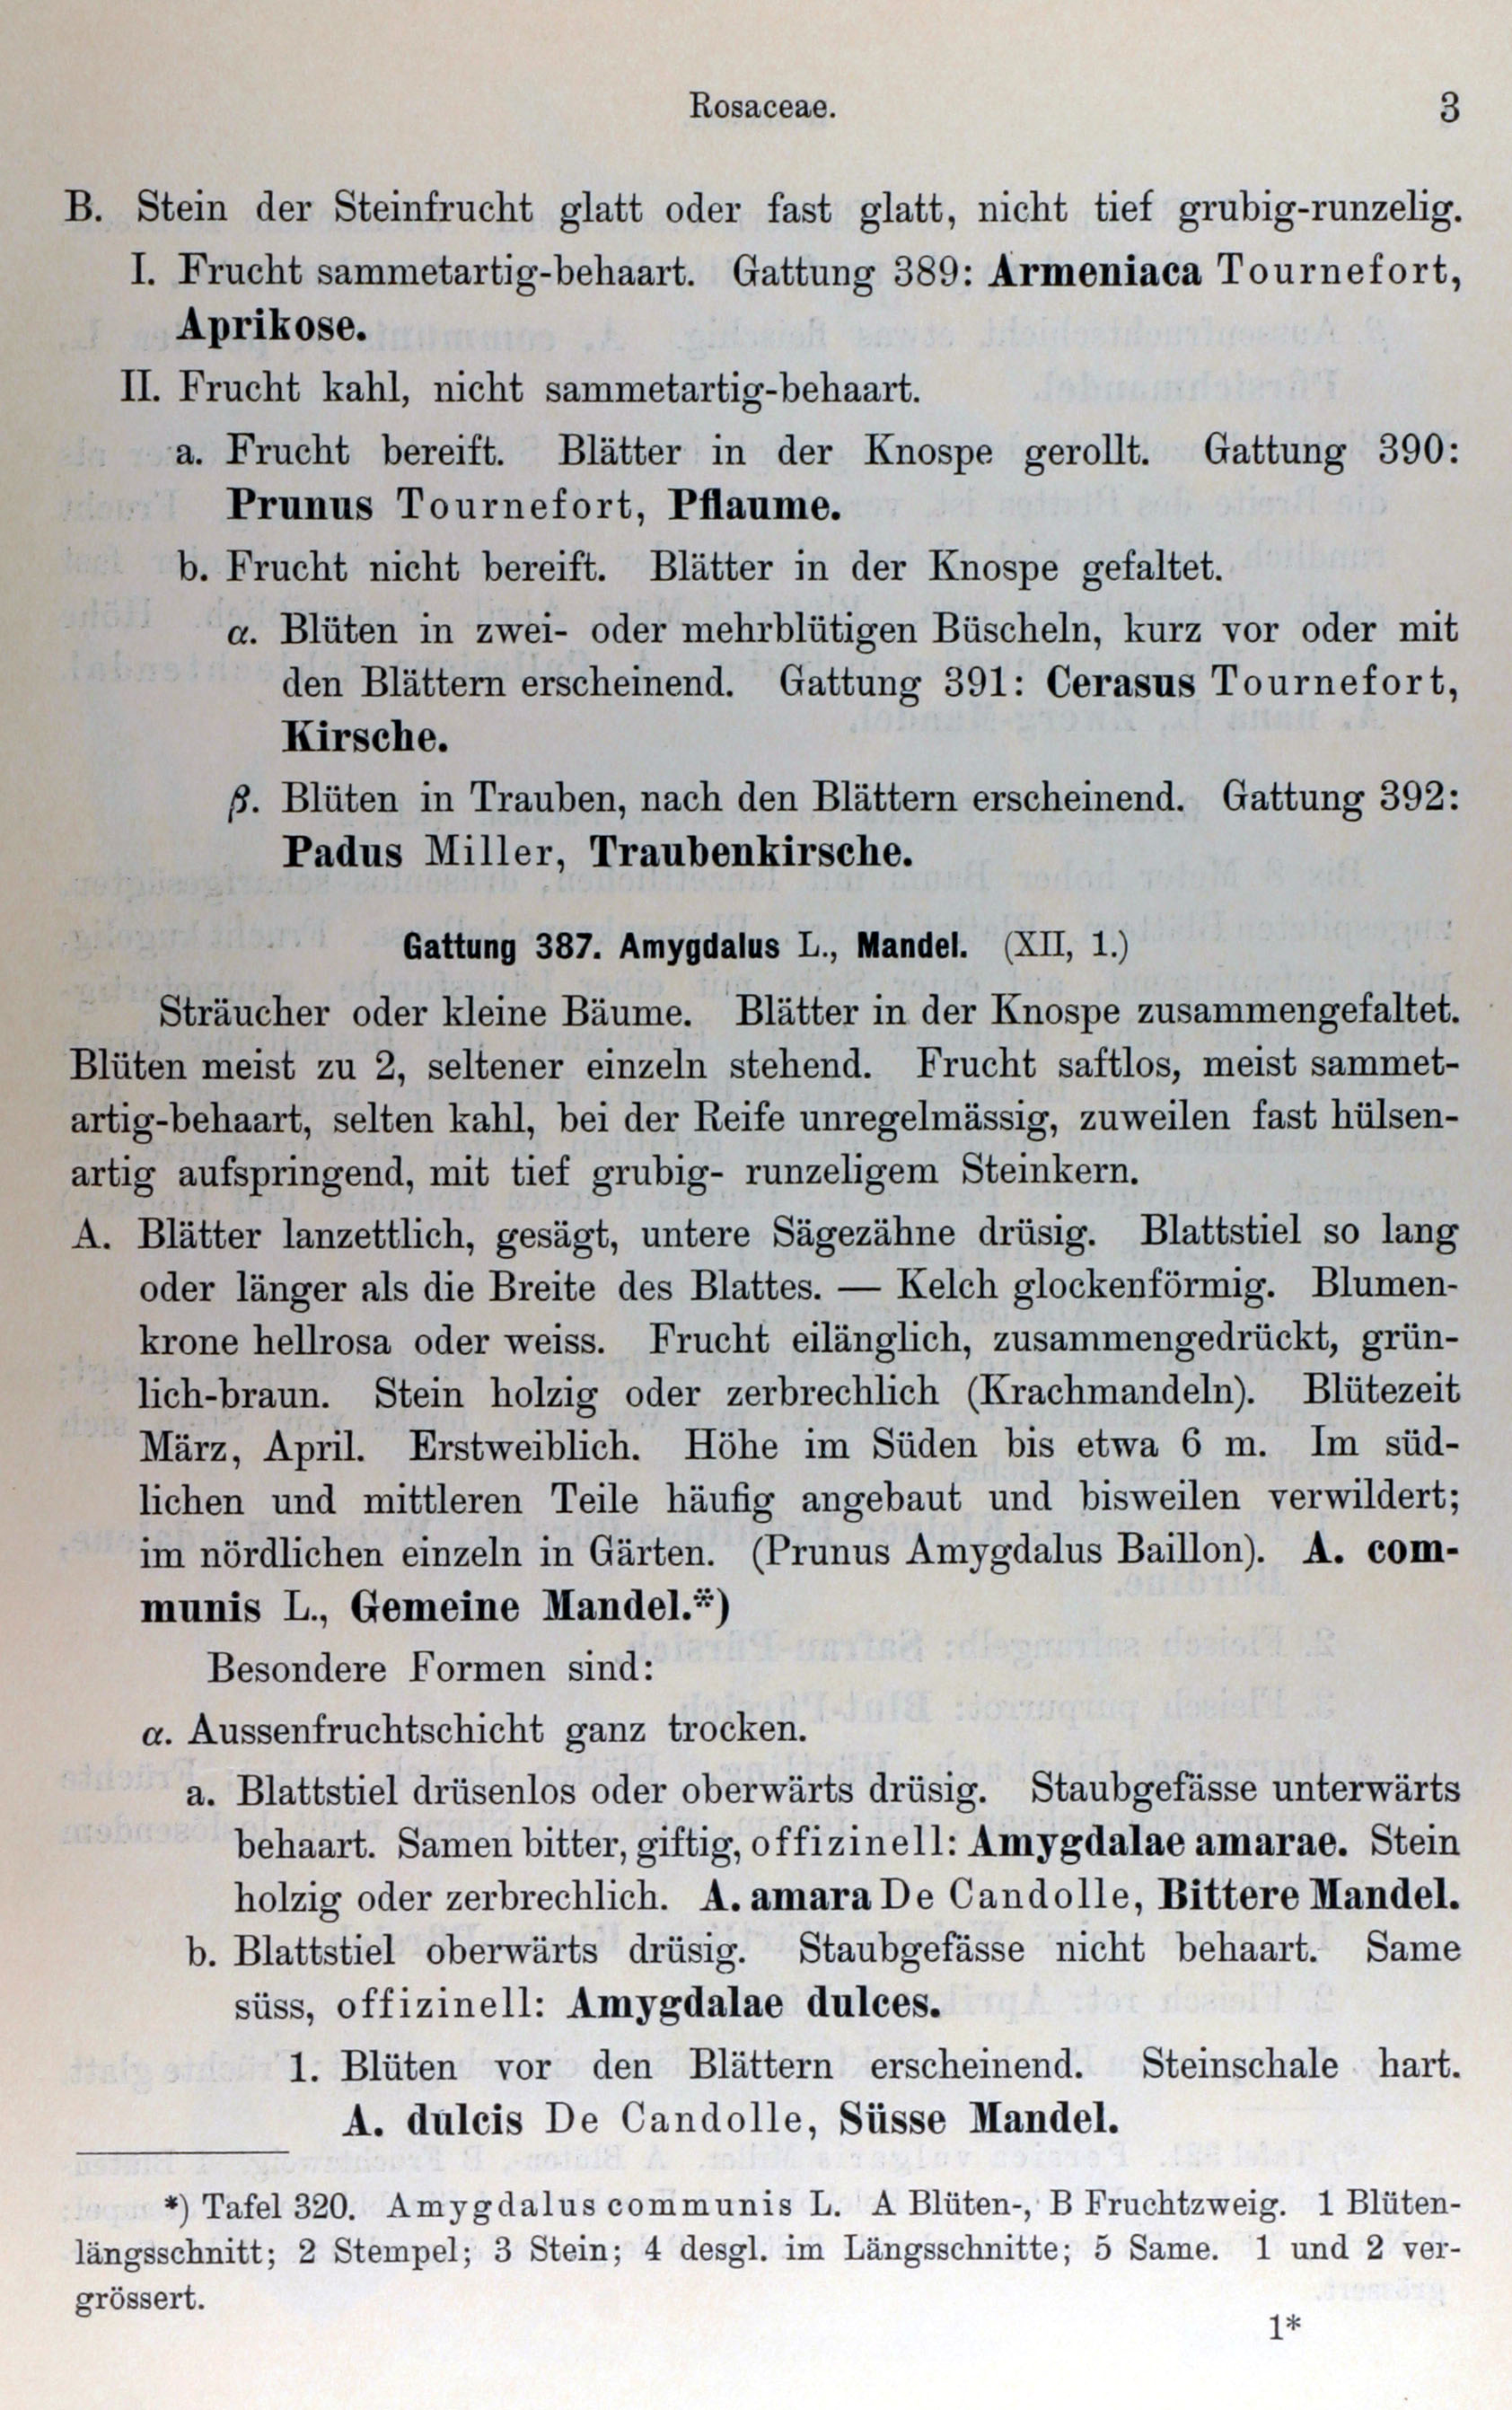 Rosaceae. 3
B. Stein der Steinfrucht glatt oder fast glatt, nicht tief grubig-runzelig.
I. Frucht sammetartig-behaart. Gattung 389: Armeniaca Tournefort,
Aprikose.
II. Frucht kahl, nicht sammetartig-behaart.
a. Frucht bereift. Blätter in der Knospe gerollt. Gattung 390:
Prunus Tournefort, Pflaume.
b. Frucht nicht bereift. Blätter in der Knospe gefaltet.
α. Blüten in zwei- oder mehrblütigen Büscheln, kurz vor oder mit
den Blättern erscheinend. Gattung 391: Cerasus Tournefort,
Kirsche.
β. Blüten in Trauben, nach den Blättern erscheinend. Gattung 392:
Padus Miller, Traubenkirsche.
Gattung 387. Amygdalus L., Mandel. (XII, 1.)
Sträucher oder kleine Bäume. Blätter in der Knospe zusammengefaltet.
Blüten meist zu 2, seltener einzeln stehend. Frucht saftlos, meist sammet-
artig-behaart, selten kahl, bei der Reife unregelmässig, zuweilen fast hülsen-
artig aufspringend, mit tief grubig- runzeligem Steinkern.
A. Blätter lanzettlich, gesägt, untere Sägezähne drüsig. Blattstiel so lang
oder länger als die Breite des Blattes. — Kelch glockenförmig. Blumen-
krone hellrosa oder weiss. Frucht eilänglich, zusammengedrückt, grün-
lich-braun. Stein holzig oder zerbrechlich (Krachmandeln). Blütezeit
März, April. Erstweiblich. Höhe im Süden bis etwa 6 m. Im süd-
lichen und mittleren Teile häufig angebaut und bisweilen verwildert;
im nördlichen einzeln in Gärten. (Prunus Amygdalus Baillon). A. com-
munis L., Gemeine Mandel.*)
Besondere Formen sind:
α. Aussenfruchtschicht ganz trocken.
a. Blattstiel drüsenlos oder oberwärts drüsig. Staubgefässe unterwärts
behaart. Samen bitter, giftig, offizinell: Amygdalae amarae. Stein
holzig oder zerbrechlich. A. amara De Candolle, Bittere Mandel.
b. Blattstiel oberwärts drüsig. Staubgefässe nicht behaart. Same
süss, offizinell: Amygdalae dulces.
1. Blüten vor den Blättern erscheinend. Steinschale hart.
A. dulcis De Candolle, Süsse Mandel.
*) Tafel 320. Amygdalus communis L. A Blüten-, B Fruchtzweig. 1 Blüten-
längsschnitt; 2 Stempel; 3 Stein; 4 desgl. im Längsschnitte; 5 Same. 1 und 2 ver-
grössert.
1*